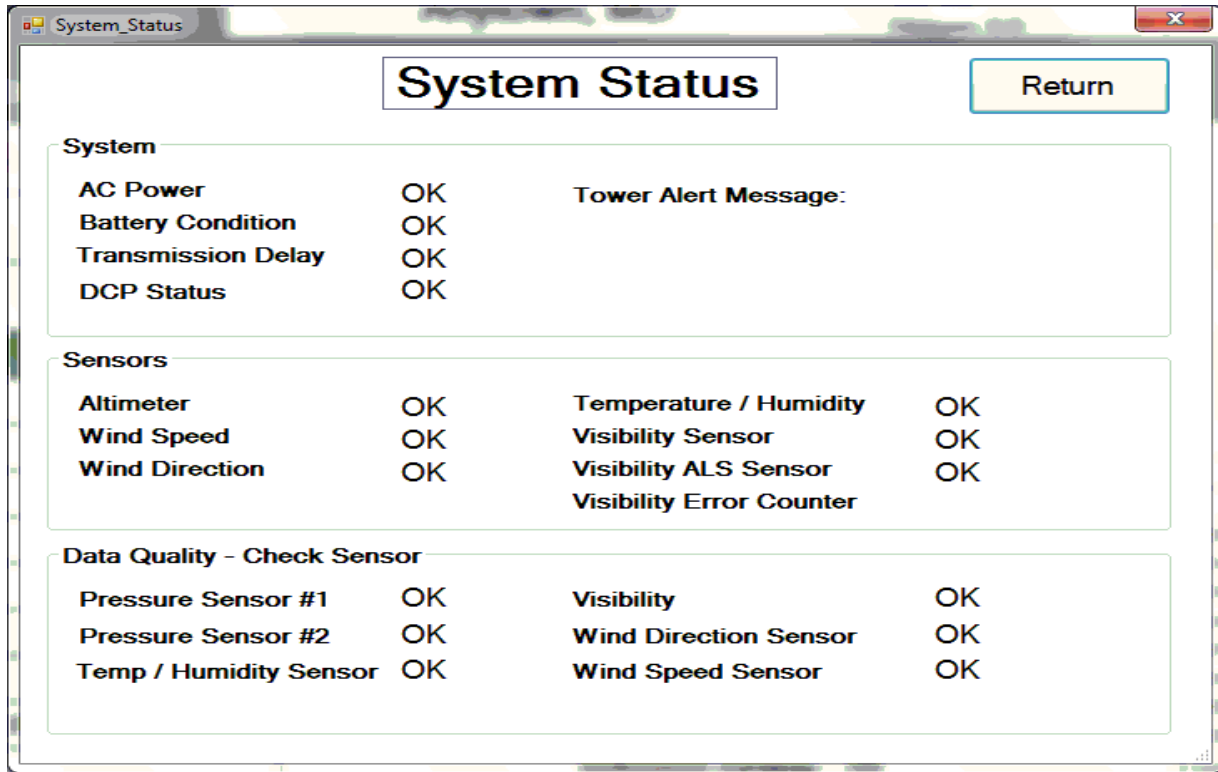 System_Status
System Status
Return
System
AC Power OK Tower Alert Message:
Battery Condition OK
Transmission Delay OK
DCP Status OK
Sensors
Altimeter OK Temperature / Humidity OK
Wind Speed OK Visibility Sensor OK
Wind Direction OK Visibility ALS Sensor OK
Visibility Error Counter
Data Quality - Check Sensor
Pressure Sensor #1 OK Visibility OK
Pressure Sensor #2 OK Wind Direction Sensor OK
Temp / Humidity Sensor OK Wind Speed Sensor OK